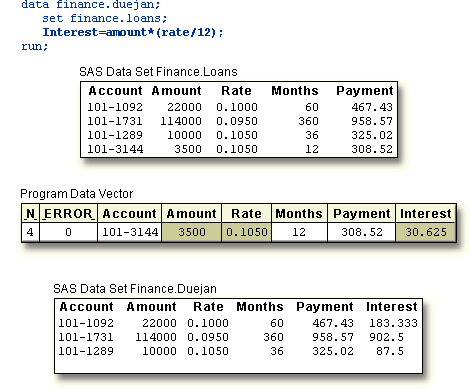 data finance.duejan;
set finance.loans;
Interest=amount*(rate/12);
run;
SAS Data Set Finance.Loans
Account Amount Rate Months Payment
101-1092 22000 0.1000 60 467.43
101-1731 114000 0.0950 360 958.57
101-1289 10000 0.1050 36 325.02
101-3144 3500 0.1050 12 308.52
Program Data Vector
_N_ _ERROR_ Account Amount Rate Months Payment Interest
4 0 101-3144 3500 0.1050 12 308.52 30.625
SAS Data Set Finance.Duejan
Account Amount Rate Months Payment Interest
101-1092 22000 0.1000 60 467.43 183.333
101-1731 114000 0.0950 360 958.57 902.5
101-1289 10000 0.1050 36 325.02 87.5